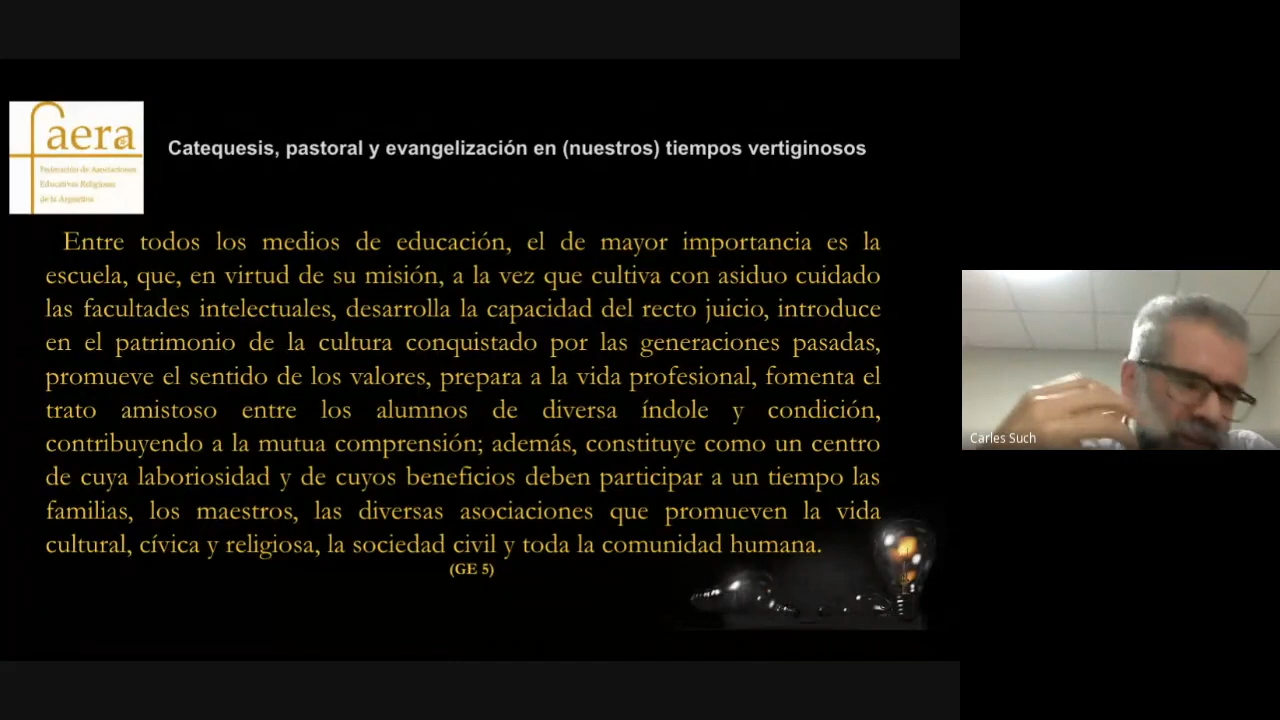 faera
Federación de Asociaciones
Educativas Religiosas
de la Argentina
Catequesis, pastoral y evangelización en (nuestros) tiempos vertiginosos
Entre todos los medios de educación, el de mayor importancia es la
escuela, que, en virtud de su misión, a la vez que cultiva con asiduo cuidado
las facultades intelectuales, desarrolla la capacidad del recto juicio, introduce
en el patrimonio de la cultura conquistado por las generaciones pasadas,
promueve el sentido de los valores, prepara a la vida profesional, fomenta el
trato amistoso entre los alumnos de diversa índole y condición,
contribuyendo a la mutua comprensión; además, constituye como un centro
de cuya laboriosidad y de cuyos beneficios deben participar a un tiempo las
familias, los maestros, las diversas asociaciones que promueven la vida
cultural, cívica y religiosa, la sociedad civil y toda la comunidad humana.
(GE 5)
Carles Such